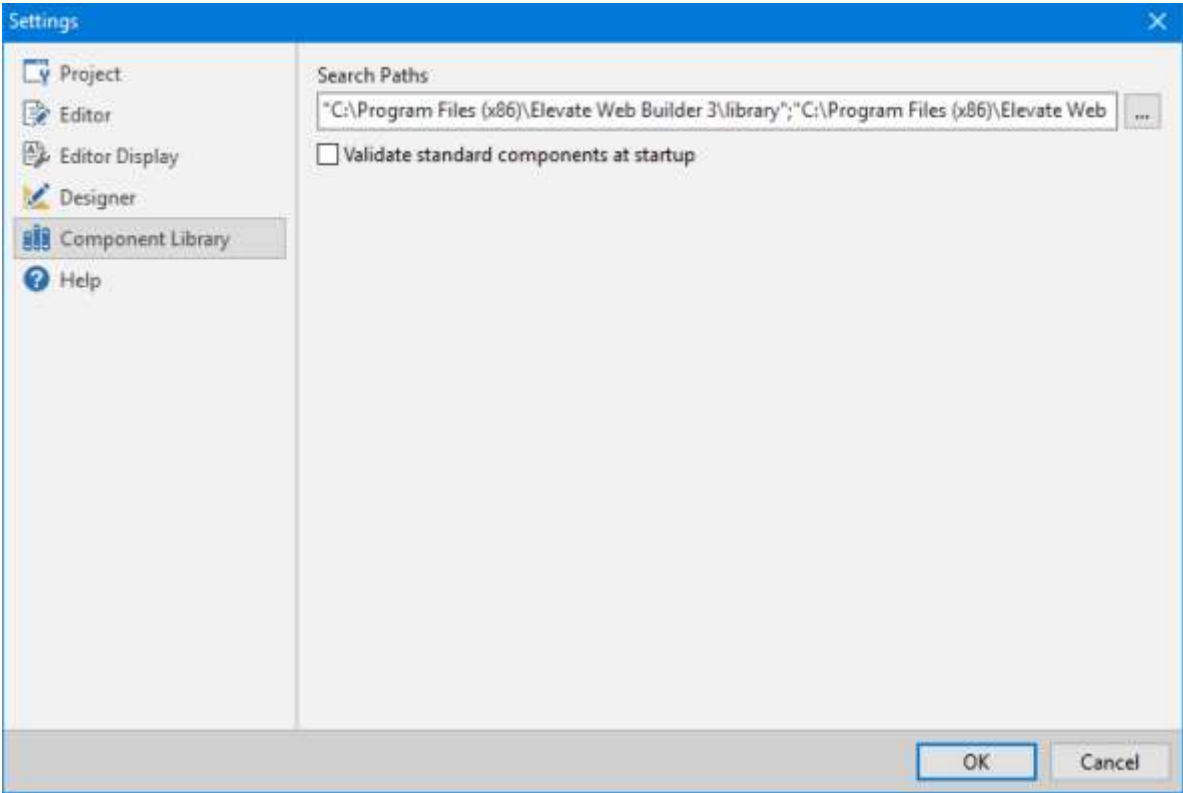 Settings
Project
Editor
Editor Display
Designer
Component Library
Help
Search Paths
"C:\Program Files (x86)\Elevate Web Builder 3\library";"C:\Program Files (x86)\Elevate Web
...
Validate standard components at startup
OK
Cancel